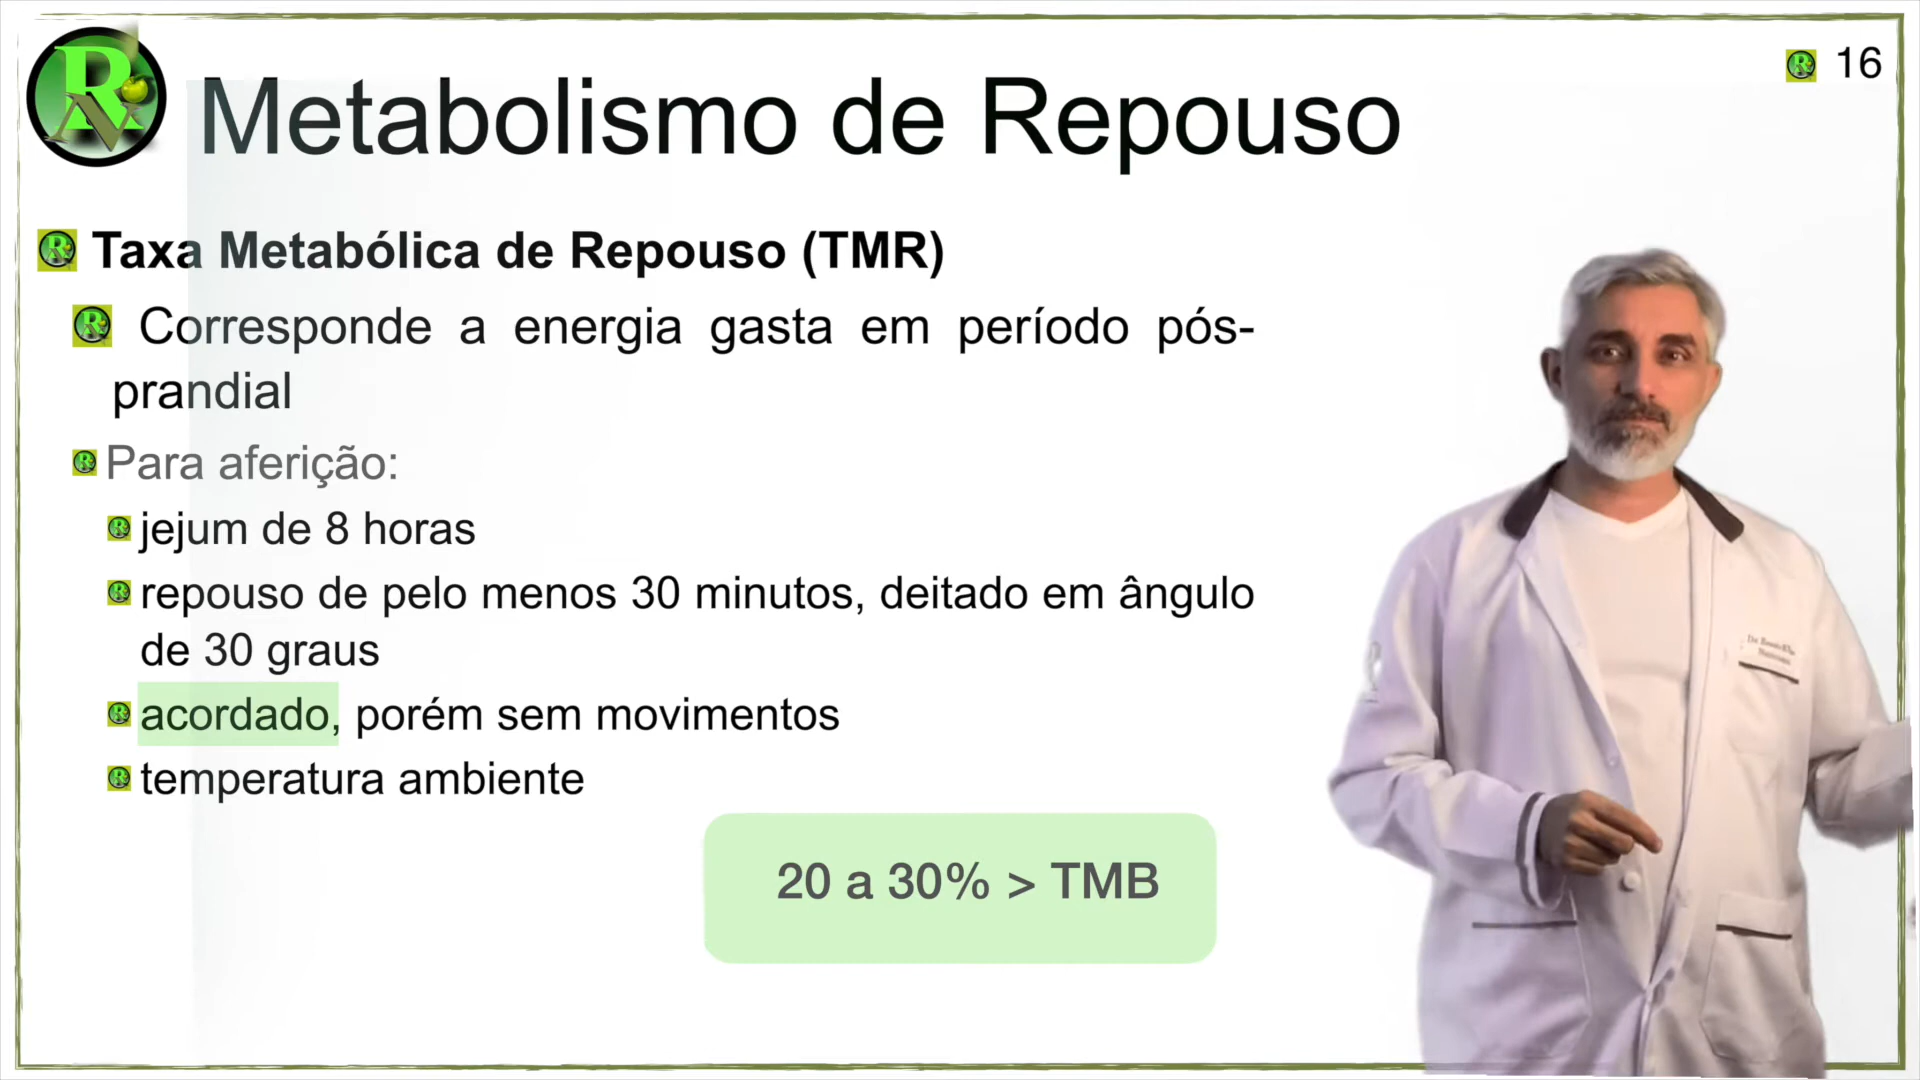 16
Metabolismo de Repouso
Taxa Metabólica de Repouso (TMR)
Corresponde a energia gasta em período pós-
prandial
Para aferição:
jejum de 8 horas
repouso de pelo menos 30 minutos, deitado em ângulo
de 30 graus
acordado, porém sem movimentos
temperatura ambiente
20 a 30% > TMB